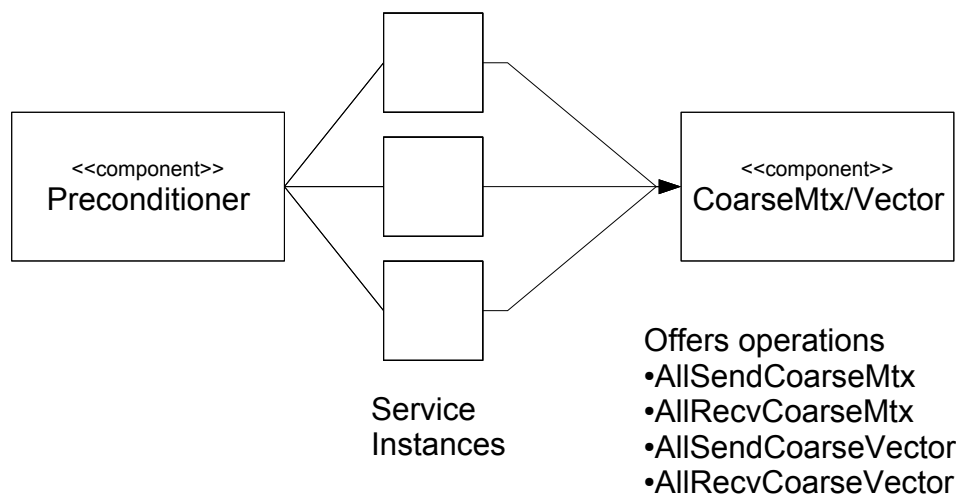 <<component>>
Preconditioner
<<component>>
CoarseMtx/Vector
Service
Instances
Offers operations
•AllSendCoarseMtx
•AllRecvCoarseMtx
•AllSendCoarseVector
•AllRecvCoarseVector